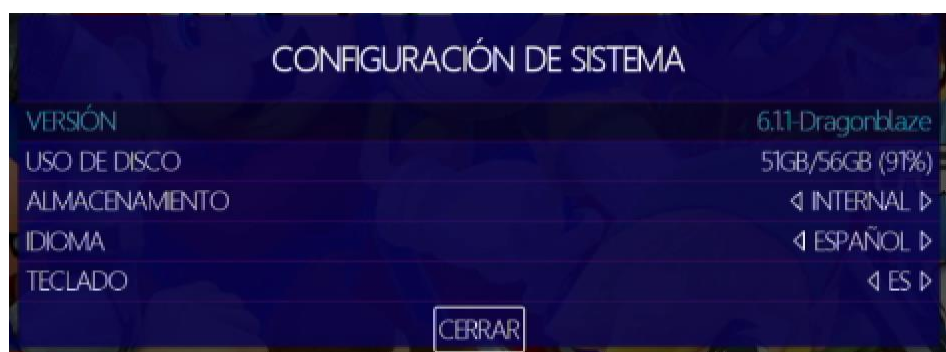 CONFIGURACIÓN DE SISTEMA
VERSIÓN 6.1.1-Dragonblaze
USO DE DISCO 51GB/56GB (91%)
ALMACENAMIENTO INTERNAL
IDIOMA ESPAÑOL
TECLADO ES
CERRAR